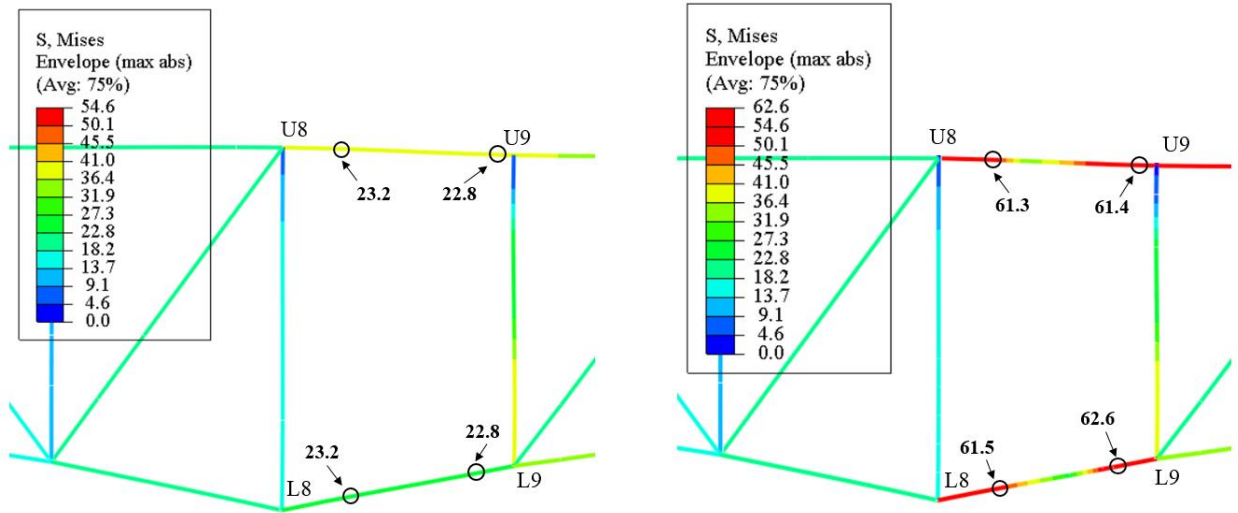 S, Mises
Envelope (max abs)
(Avg: 75%)
54.6
50.1
45.5
41.0
36.4
31.9
27.3
22.8
18.2
13.7
9.1
4.6
0.0
U8
U9
23.2
22.8
23.2
22.8
L8
L9
S, Mises
Envelope (max abs)
(Avg: 75%)
62.6
54.6
50.1
45.5
41.0
36.4
31.9
27.3
22.8
18.2
13.7
9.1
4.6
0.0
U8
U9
61.3
61.4
61.5
62.6
L8
L9